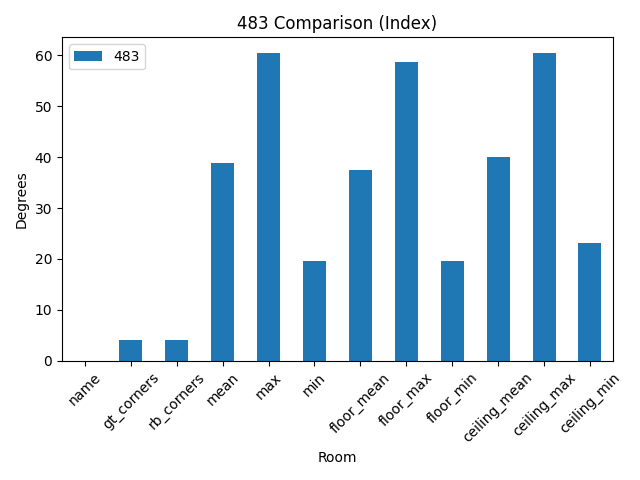 483 Comparison (Index)
483
Degrees
60
50
40
30
20
10
0
name
gt_corners
rb_corners
mean
max
min
floor_mean
floor_max
floor_min
ceiling_mean
ceiling_max
ceiling_min
Room